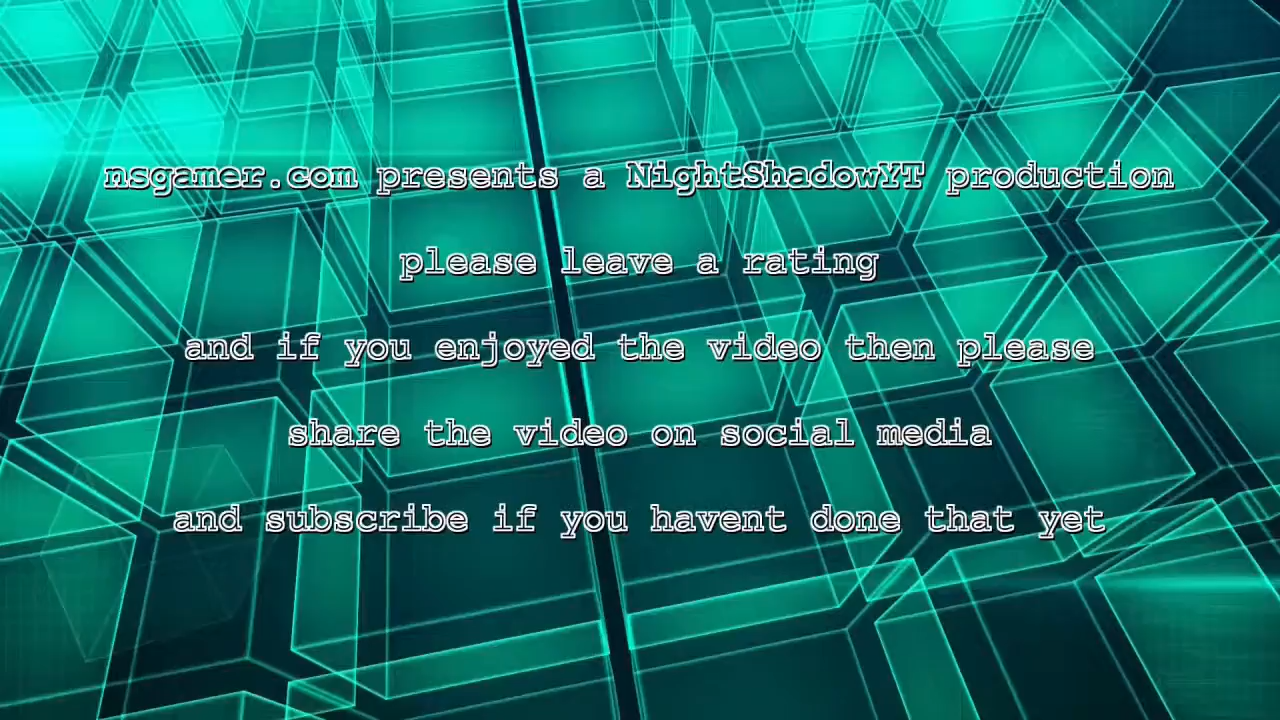 nsgamer.com presents a NightShadowYT production
please leave a rating
and if you enjoyed the video then please
share the video on social media
and subscribe if you havent done that yet